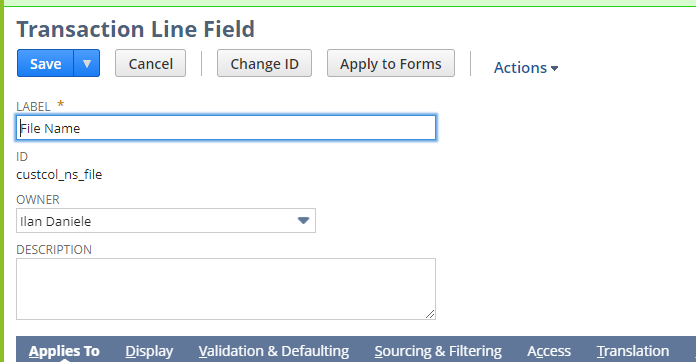 Transaction Line Field
Save Cancel Change ID Apply to Forms Actions
LABEL *
File Name
ID
custcol_ns_file
OWNER
Ilan Daniele
DESCRIPTION
Applies To Display Validation & Defaulting Sourcing & Filtering Access Translation